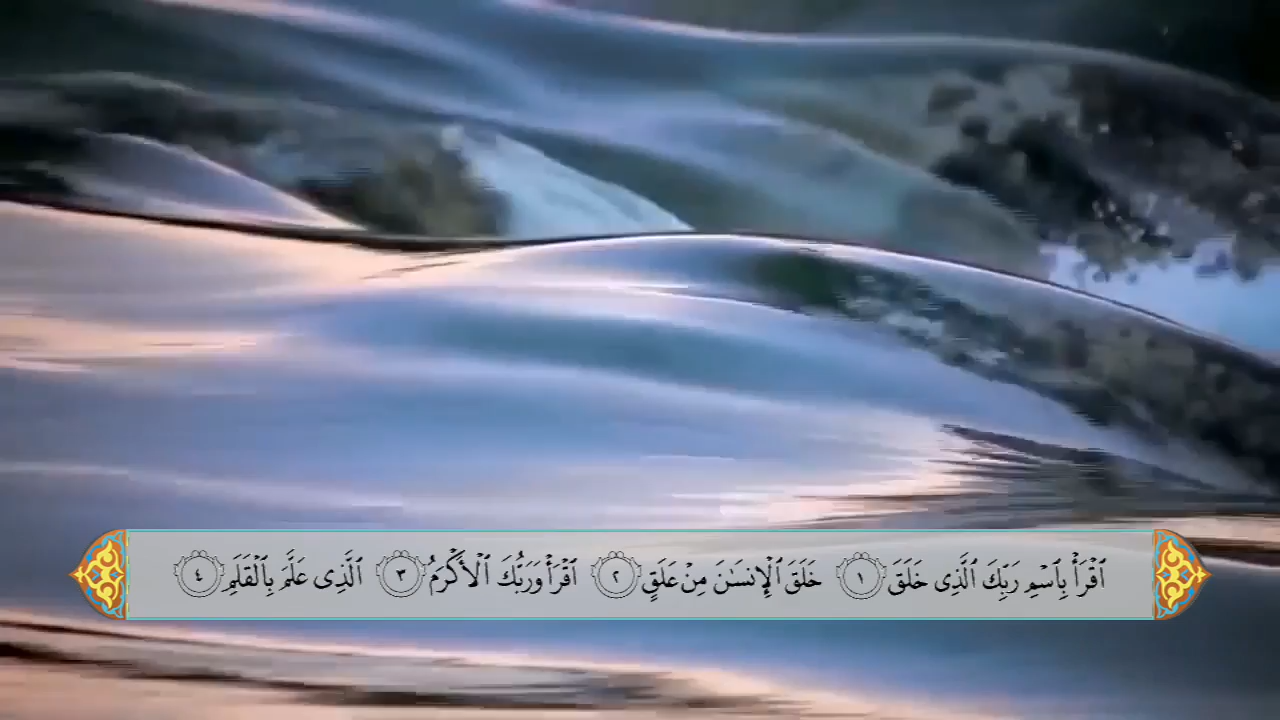 ٱقْرَأْ بِٱسْمِ رَبِّكَ ٱلَّذِى خَلَقَ ١ خَلَقَ ٱلْإِنسَـٰنَ مِنْ عَلَقٍ ٢ ٱقْرَأْ وَرَبُّكَ ٱلْأَكْرَمُ ٣ ٱلَّذِى عَلَّمَ بِٱلْقَلَمِ ٤